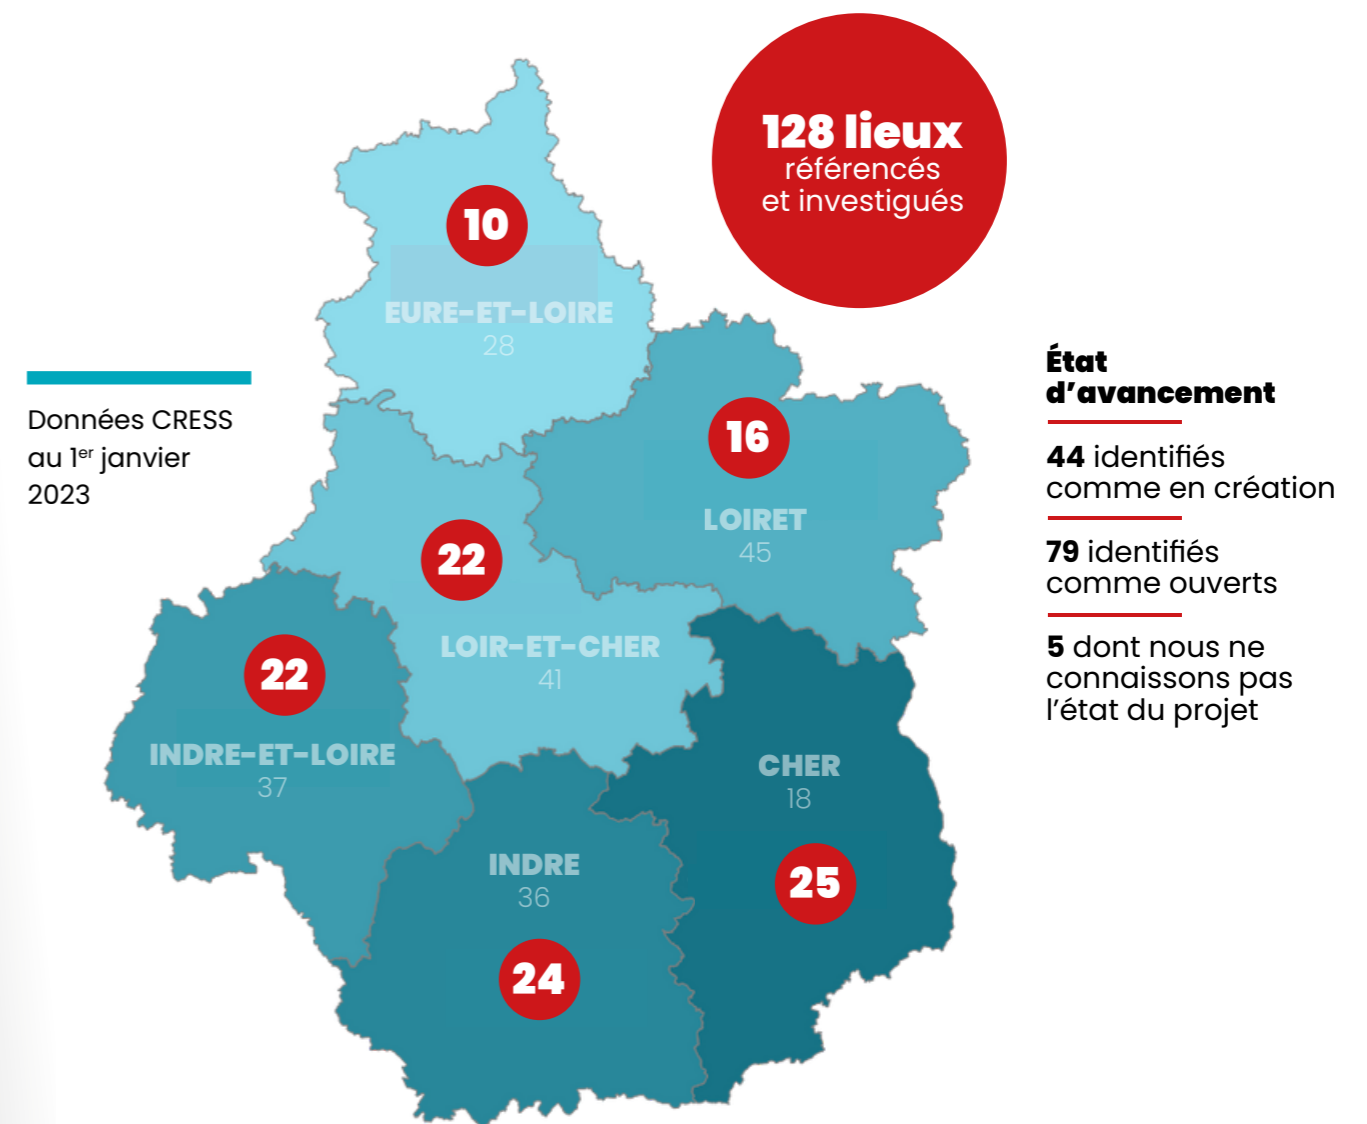 128 lieux
référencés
et investigués
10
EURE-ET-LOIRE
28
Données CRESS
au 1er janvier
2023
16
LOIRET
45
22
LOIR-ET-CHER
41
22
INDRE-ET-LOIRE
37
CHER
18
25
INDRE
36
24
État
d’avancement
44 identifiés
comme en création
79 identifiés
comme ouverts
5 dont nous ne
connaissons pas
l’état du projet